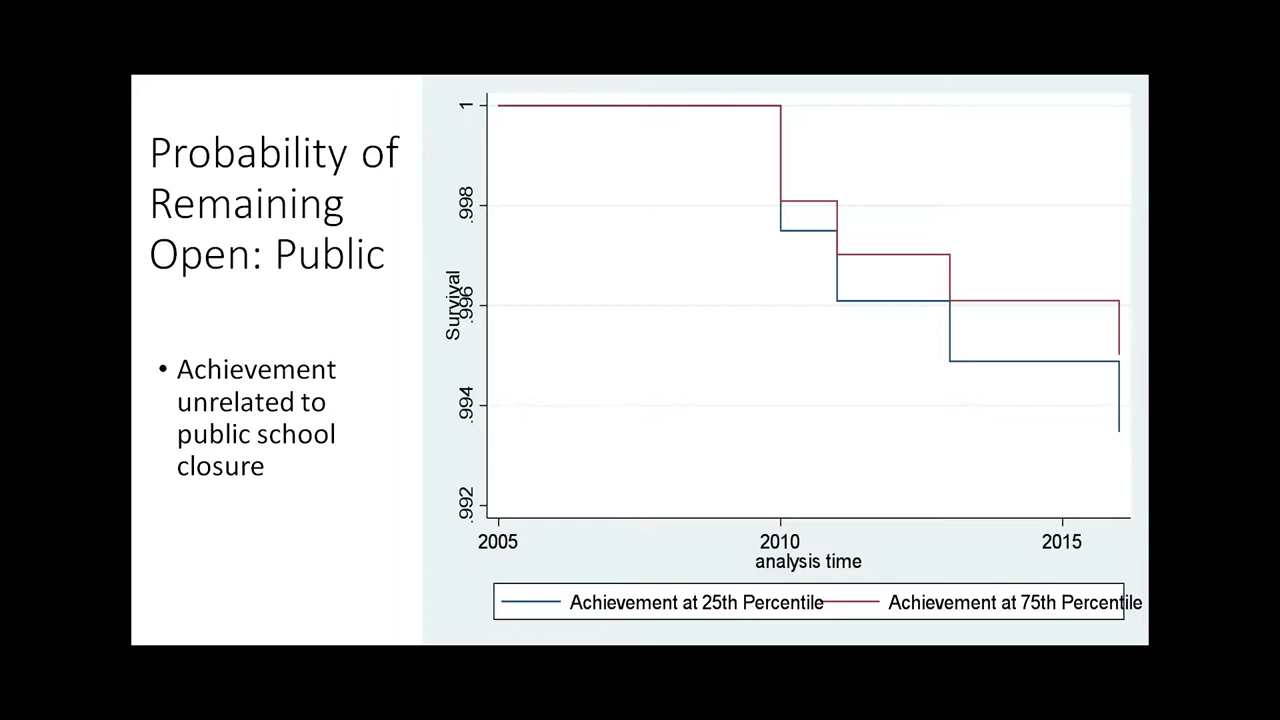 Probability of
Remaining
Open: Public
• Achievement
unrelated to
public school
closure
Survival
1
.998
.996
.994
.992
2005 2010 2015
analysis time
Achievement at 25th Percentile Achievement at 75th Percentile